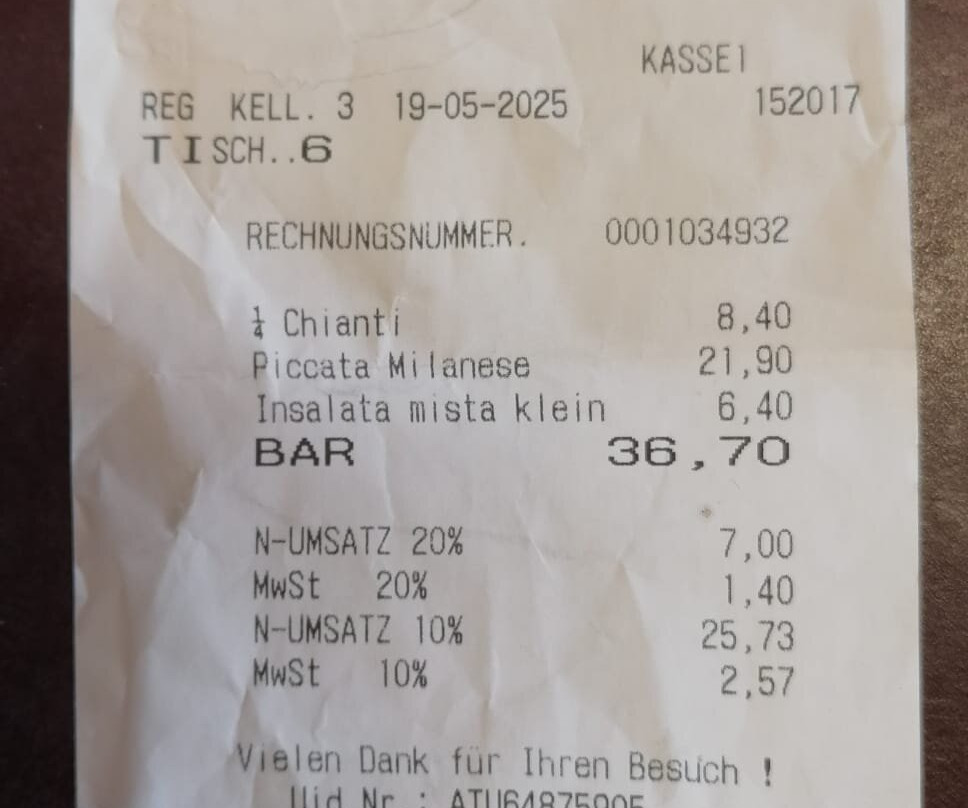 KASSE1
REG KELL. 3 19-05-2025 152017
TISCH..6
RECHNUNGSNUMMER. 0001034932
¼ Chianti 8,40
Piccata Milanese 21,90
Insalata mista klein 6,40
BAR 36,70
N-UMSATZ 20% 7,00
MwSt 20% 1,40
N-UMSATZ 10% 25,73
MwSt 10% 2,57
Vielen Dank für Ihren Besuch !
Uid Nr :